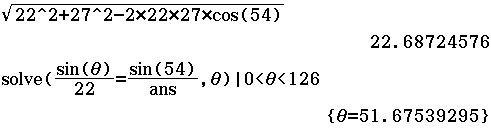 √(22^2+27^2-2×22×27×cos(54))
22.68724576
solve(sin(θ)/22=sin(54)/ans,θ)|0<θ<126
{θ=51.67539295}